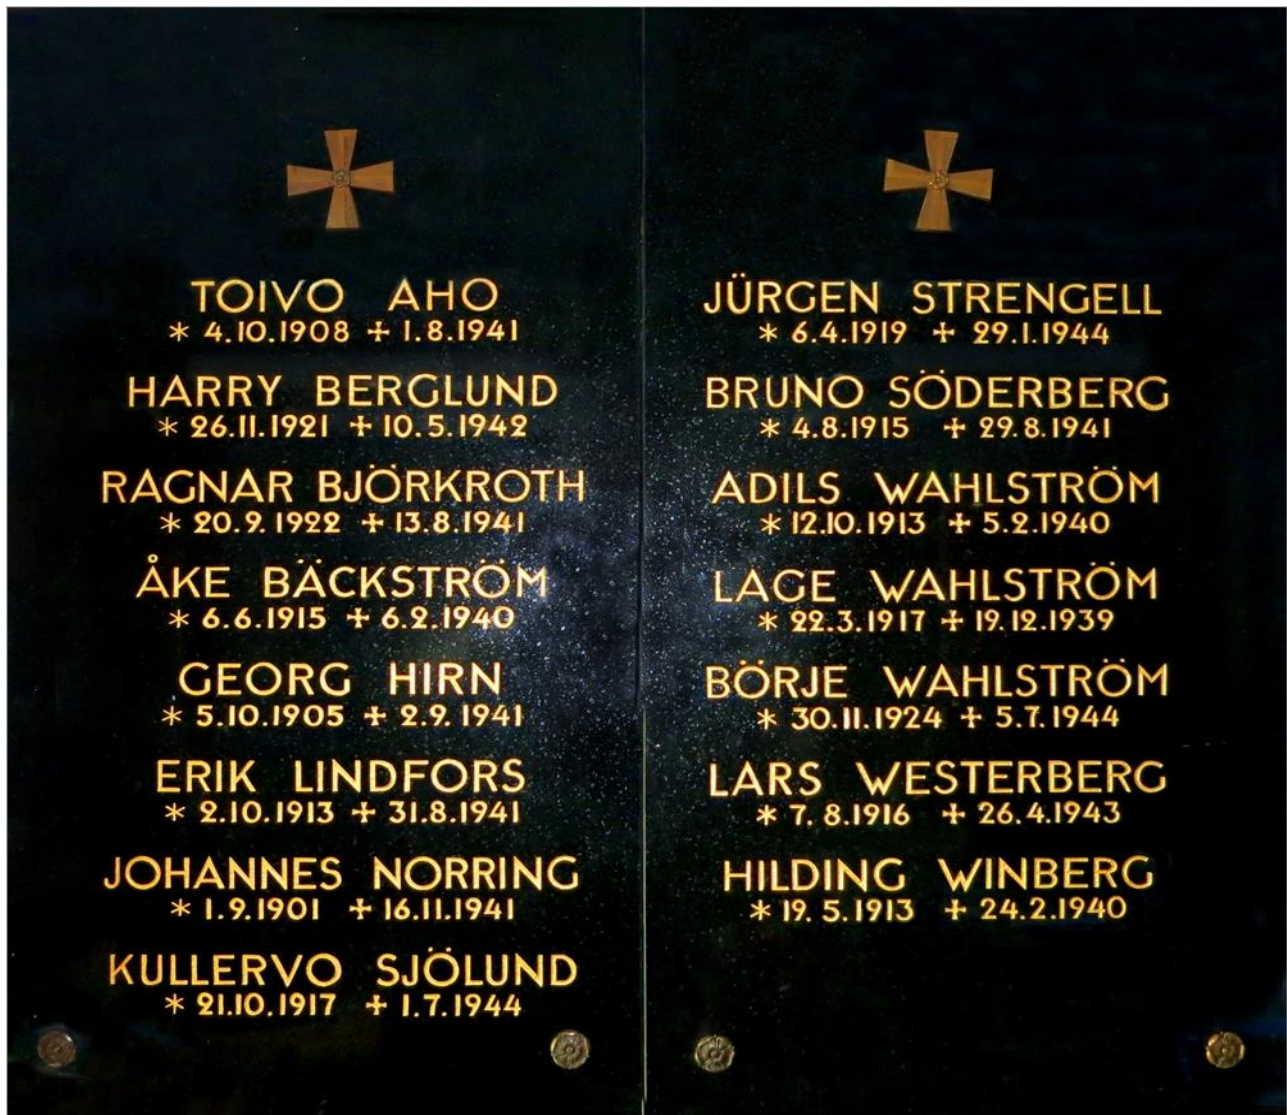 TOIVO AHO
* 4.10.1908 + 1.8.1941
HARRY BERGLUND
* 26.11.1921 + 10.5.1942
RAGNAR BJÖRKROTH
* 20.9.1922 + 13.8.1941
ÅKE BÄCKSTRÖM
* 6.6.1915 + 6.2.1940
GEORG HIRN
* 5.10.1905 + 2.9.1941
ERIK LINDFORS
* 2.10.1913 + 31.8.1941
JOHANNES NORRING
* 1.9.1901 + 16.11.1941
KULLERVO SJÖLUND
* 21.10.1917 + 1.7.1944
JÜRGEN STRENGELL
* 6.4.1919 + 29.1.1944
BRUNO SÖDERBERG
* 4.8.1915 + 29.8.1941
ADILS WAHLSTRÖM
* 12.10.1913 + 5.2.1940
LAGE WAHLSTRÖM
* 22.3.1917 + 19.12.1939
BÖRJE WAHLSTRÖM
* 30.11.1924 + 5.7.1944
LARS WESTERBERG
* 7.8.1916 + 26.4.1943
HILDING WINBERG
* 19.5.1913 + 24.2.1940